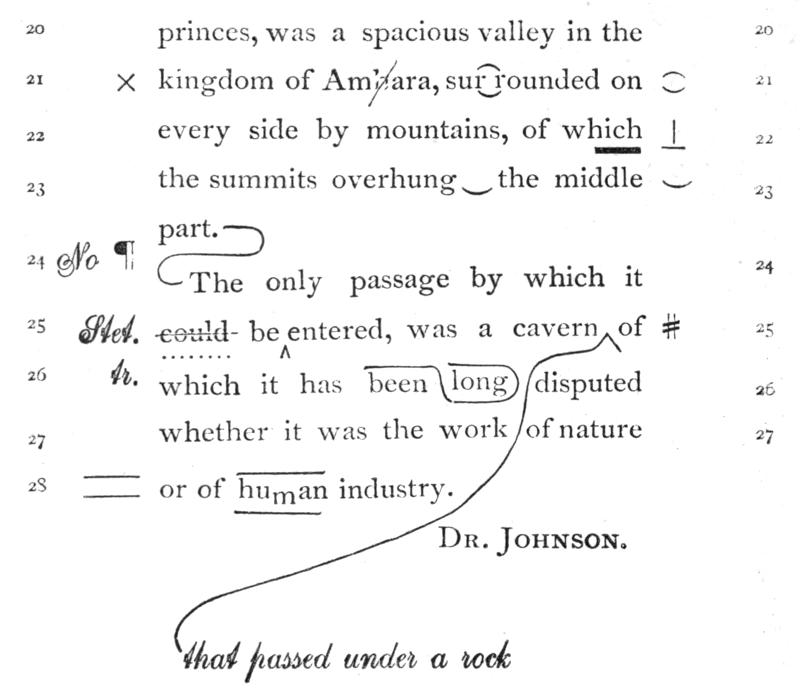 20 princes, was a spacious valley in the 20
21 × kingdom of Amhara, surrounded on 21
22 every side by mountains, of which 22
23 the summits overhung the middle 23
part.
24 No ¶ The only passage by which it 24
25 Stet. could be entered, was a cavern of # 25
26 tr. which it has been long disputed 26
27 whether it was the work of nature 27
28 or of human industry.
DR. JOHNSON.
that passed under a rock